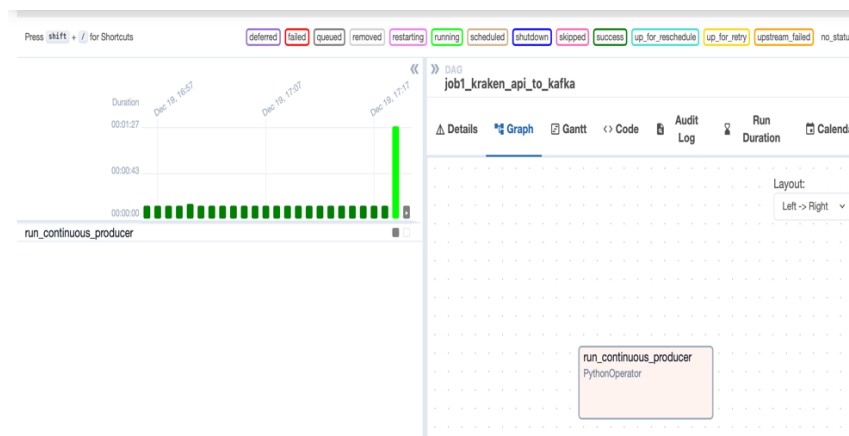 Press shift + / for Shortcuts
deferred failed queued removed restarting running scheduled shutdown skipped success up_for_reschedule up_for_retry upstream_failed no_statu
DAG
job1_kraken_api_to_kafka
Duration
Dec 19, 16:57
Dec 19, 17:07
Dec 19, 17:17
00:01:27
00:00:43
00:00:00
run_continuous_producer
Details Graph Gantt <> Code Audit Log Run Duration Calenda
Layout:
Left -> Right
run_continuous_producer
PythonOperator